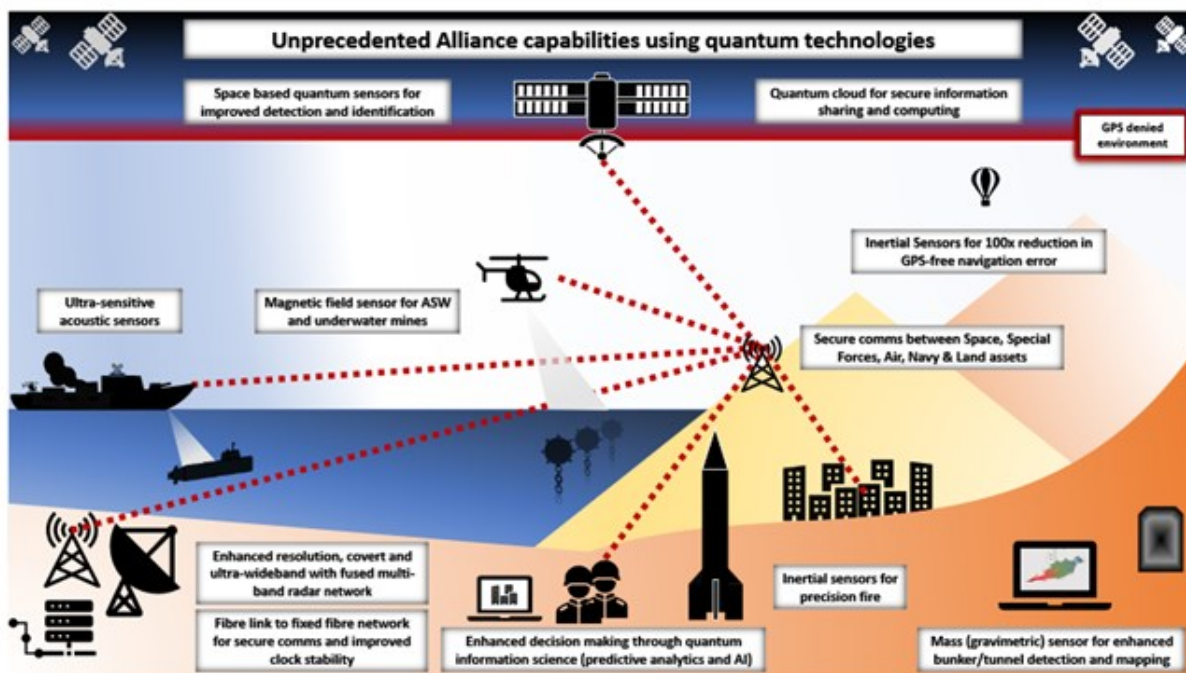 Unprecedented Alliance capabilities using quantum technologies
Space based quantum sensors for
improved detection and identification
Quantum cloud for secure information
sharing and computing
GPS denied
environment
Inertial Sensors for 100x reduction in
GPS-free navigation error
Ultra-sensitive
acoustic sensors
Magnetic field sensor for ASW
and underwater mines
Secure comms between Space, Special
Forces, Air, Navy & Land assets
Enhanced resolution, covert and
ultra-wideband with fused multi-
band radar network
Inertial sensors for
precision fire
Fibre link to fixed fibre network
for secure comms and improved
clock stability
Enhanced decision making through quantum
information science (predictive analytics and AI)
Mass (gravimetric) sensor for enhanced
bunker/tunnel detection and mapping